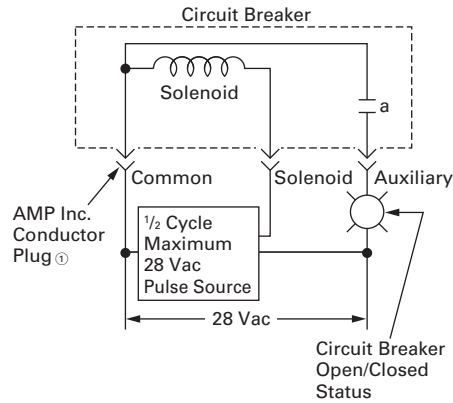 Circuit Breaker
Solenoid
a
Common
Solenoid
Auxiliary
AMP Inc.
Conductor
Plug ①
½ Cycle
Maximum
28 Vac
Pulse Source
28 Vac
Circuit Breaker
Open/Closed
Status